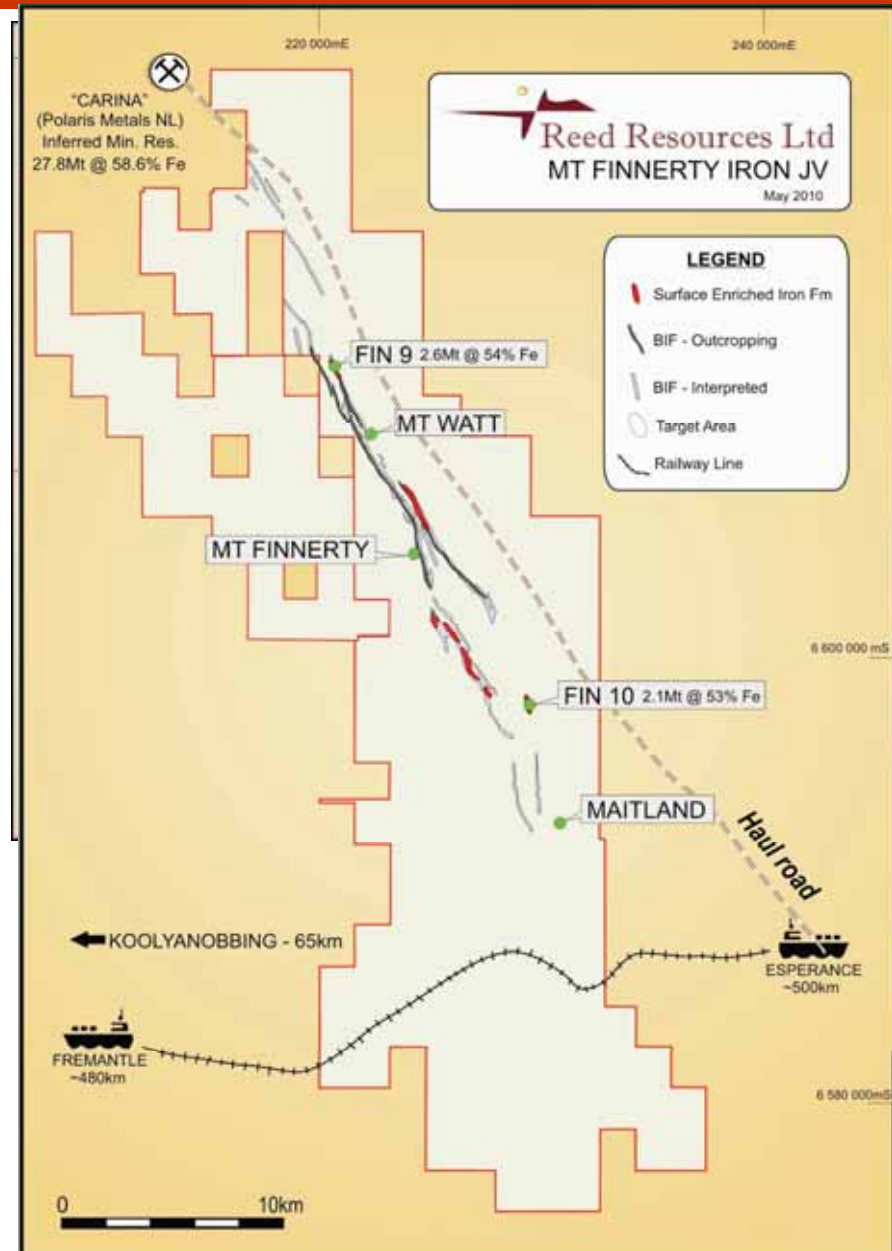 220 000mE
240 000mE
"CARINA"
(Polaris Metals NL)
Inferred Min. Res.
27.8Mt @ 58.6% Fe
Reed Resources Ltd
MT FINNERTY IRON JV
May 2010
LEGEND
Surface Enriched Iron Fm
BIF - Outcropping
BIF - Interpreted
Target Area
Railway Line
FIN 9 2.6Mt @ 54% Fe
MT WATT
MT FINNERTY
6 600 000 mS
FIN 10 2.1Mt @ 53% Fe
MAITLAND
Haul road
KOOLYANOBBING - 65km
ESPERANCE
~500km
FREMANTLE
~480km
6 580 000mS
0 10km